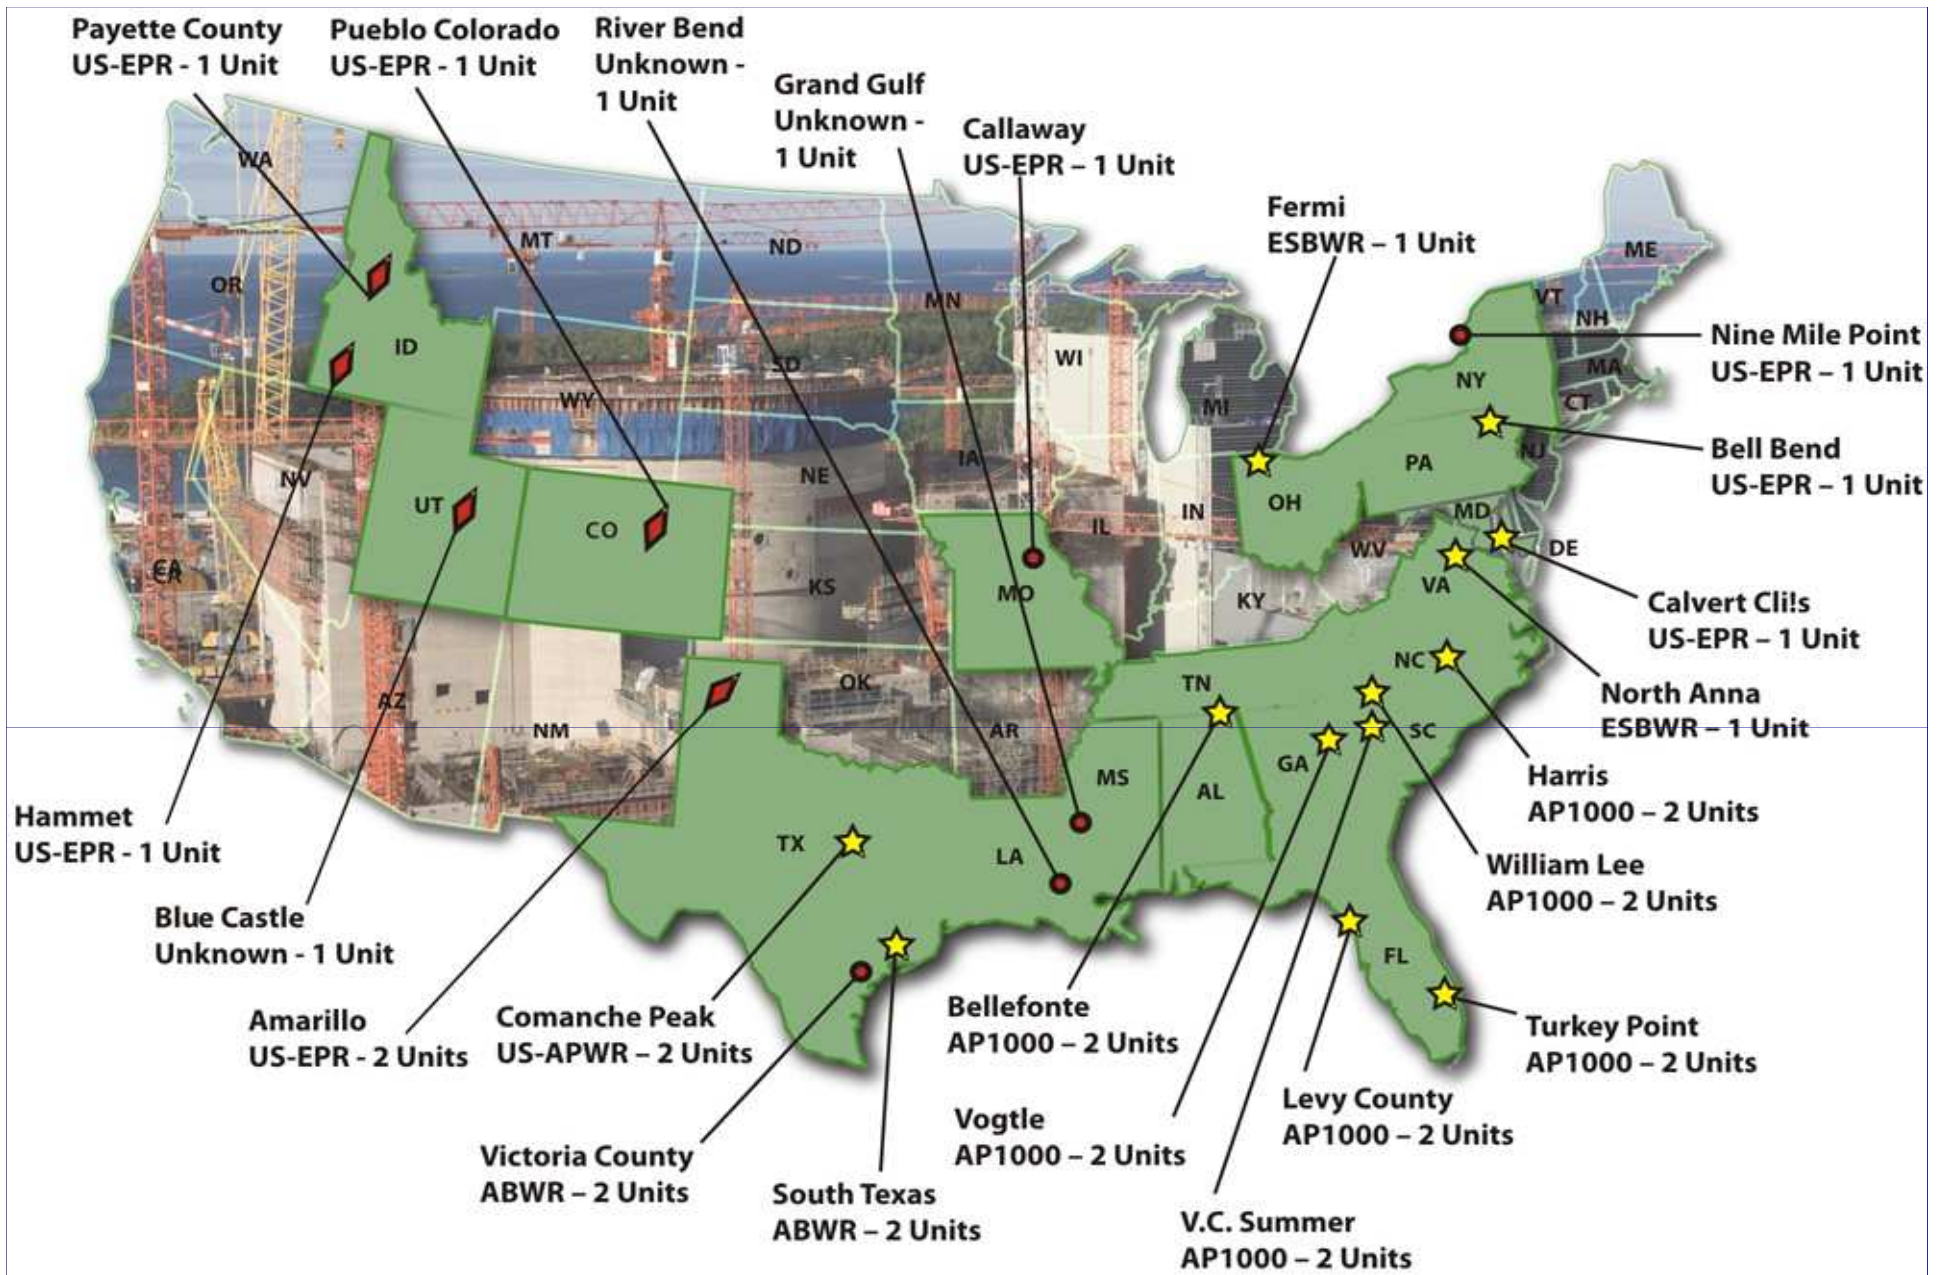 Payette County
US-EPR - 1 Unit
Pueblo Colorado
US-EPR - 1 Unit
River Bend
Unknown -
1 Unit
Grand Gulf
Unknown -
1 Unit
Callaway
US-EPR – 1 Unit
Fermi
ESBWR – 1 Unit
Nine Mile Point
US-EPR – 1 Unit
Bell Bend
US-EPR – 1 Unit
Calvert Cli!s
US-EPR – 1 Unit
North Anna
ESBWR – 1 Unit
Harris
AP1000 – 2 Units
William Lee
AP1000 – 2 Units
Turkey Point
AP1000 – 2 Units
Levy County
AP1000 – 2 Units
V.C. Summer
AP1000 – 2 Units
Vogtle
AP1000 – 2 Units
Bellefonte
AP1000 – 2 Units
South Texas
ABWR – 2 Units
Victoria County
ABWR – 2 Units
Comanche Peak
US-APWR – 2 Units
Amarillo
US-EPR - 2 Units
Blue Castle
Unknown - 1 Unit
Hammet
US-EPR - 1 Unit
WA
OR
MT
ND
MN
ID
SD
WY
WI
MI
ME
VT
NH
MA
CT
NY
PA
NJ
NV
UT
CO
NE
IA
IL
IN
OH
MD
DE
WV
VA
CA
CA
KS
MO
KY
NC
TN
SC
AZ
NM
OK
AR
MS
AL
GA
TX
LA
FL